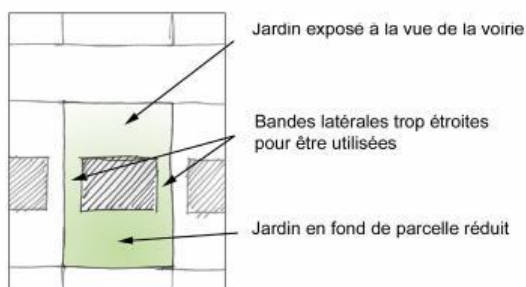 Jardin exposé à la vue de la voirie
Bandes latérales trop étroites
pour être utilisées
Jardin en fond de parcelle réduit